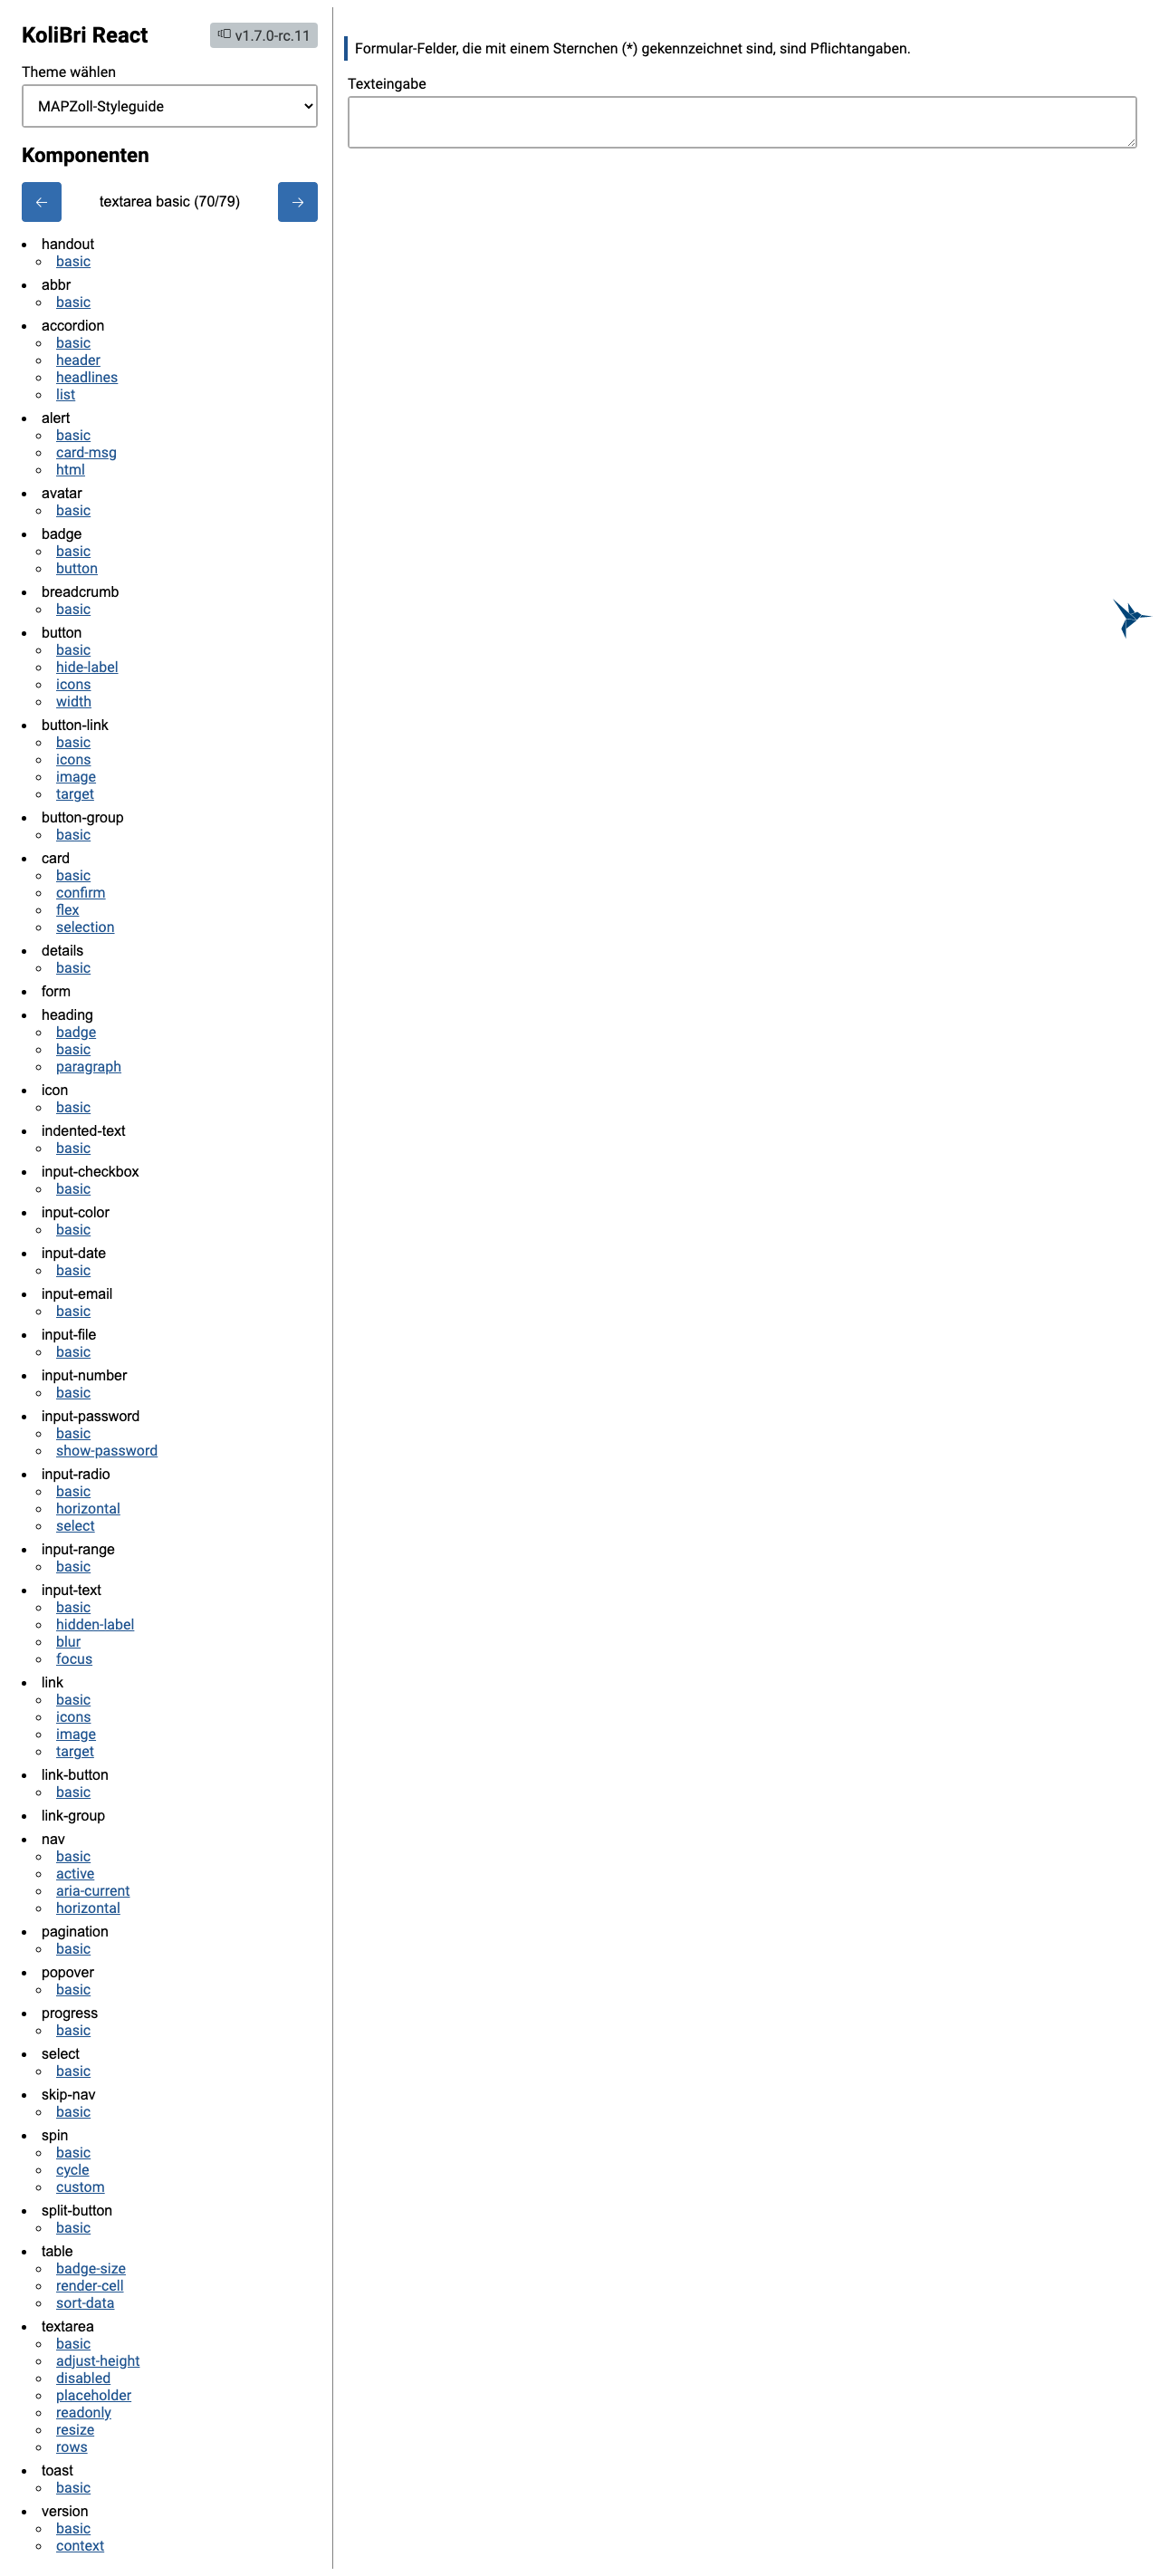 KoliBri React
v1.7.0-rc.11
Theme wählen
MAPZoll-Styleguide
Komponenten
← textarea basic (70/79) →
handout
basic
abbr
basic
accordion
basic
header
headlines
list
alert
basic
card-msg
html
avatar
basic
badge
basic
button
breadcrumb
basic
button
basic
hide-label
icons
width
button-link
basic
icons
image
target
button-group
basic
card
basic
confirm
flex
selection
details
basic
form
heading
badge
basic
paragraph
icon
basic
indented-text
basic
input-checkbox
basic
input-color
basic
input-date
basic
input-email
basic
input-file
basic
input-number
basic
input-password
basic
show-password
input-radio
basic
horizontal
select
input-range
basic
input-text
basic
hidden-label
blur
focus
link
basic
icons
image
target
link-button
basic
link-group
nav
basic
active
aria-current
horizontal
pagination
basic
popover
basic
progress
basic
select
basic
skip-nav
basic
spin
basic
cycle
custom
split-button
basic
table
badge-size
render-cell
sort-data
textarea
basic
adjust-height
disabled
placeholder
readonly
resize
rows
toast
basic
version
basic
context
Formular-Felder, die mit einem Sternchen (*) gekennzeichnet sind, sind Pflichtangaben.
Texteingabe